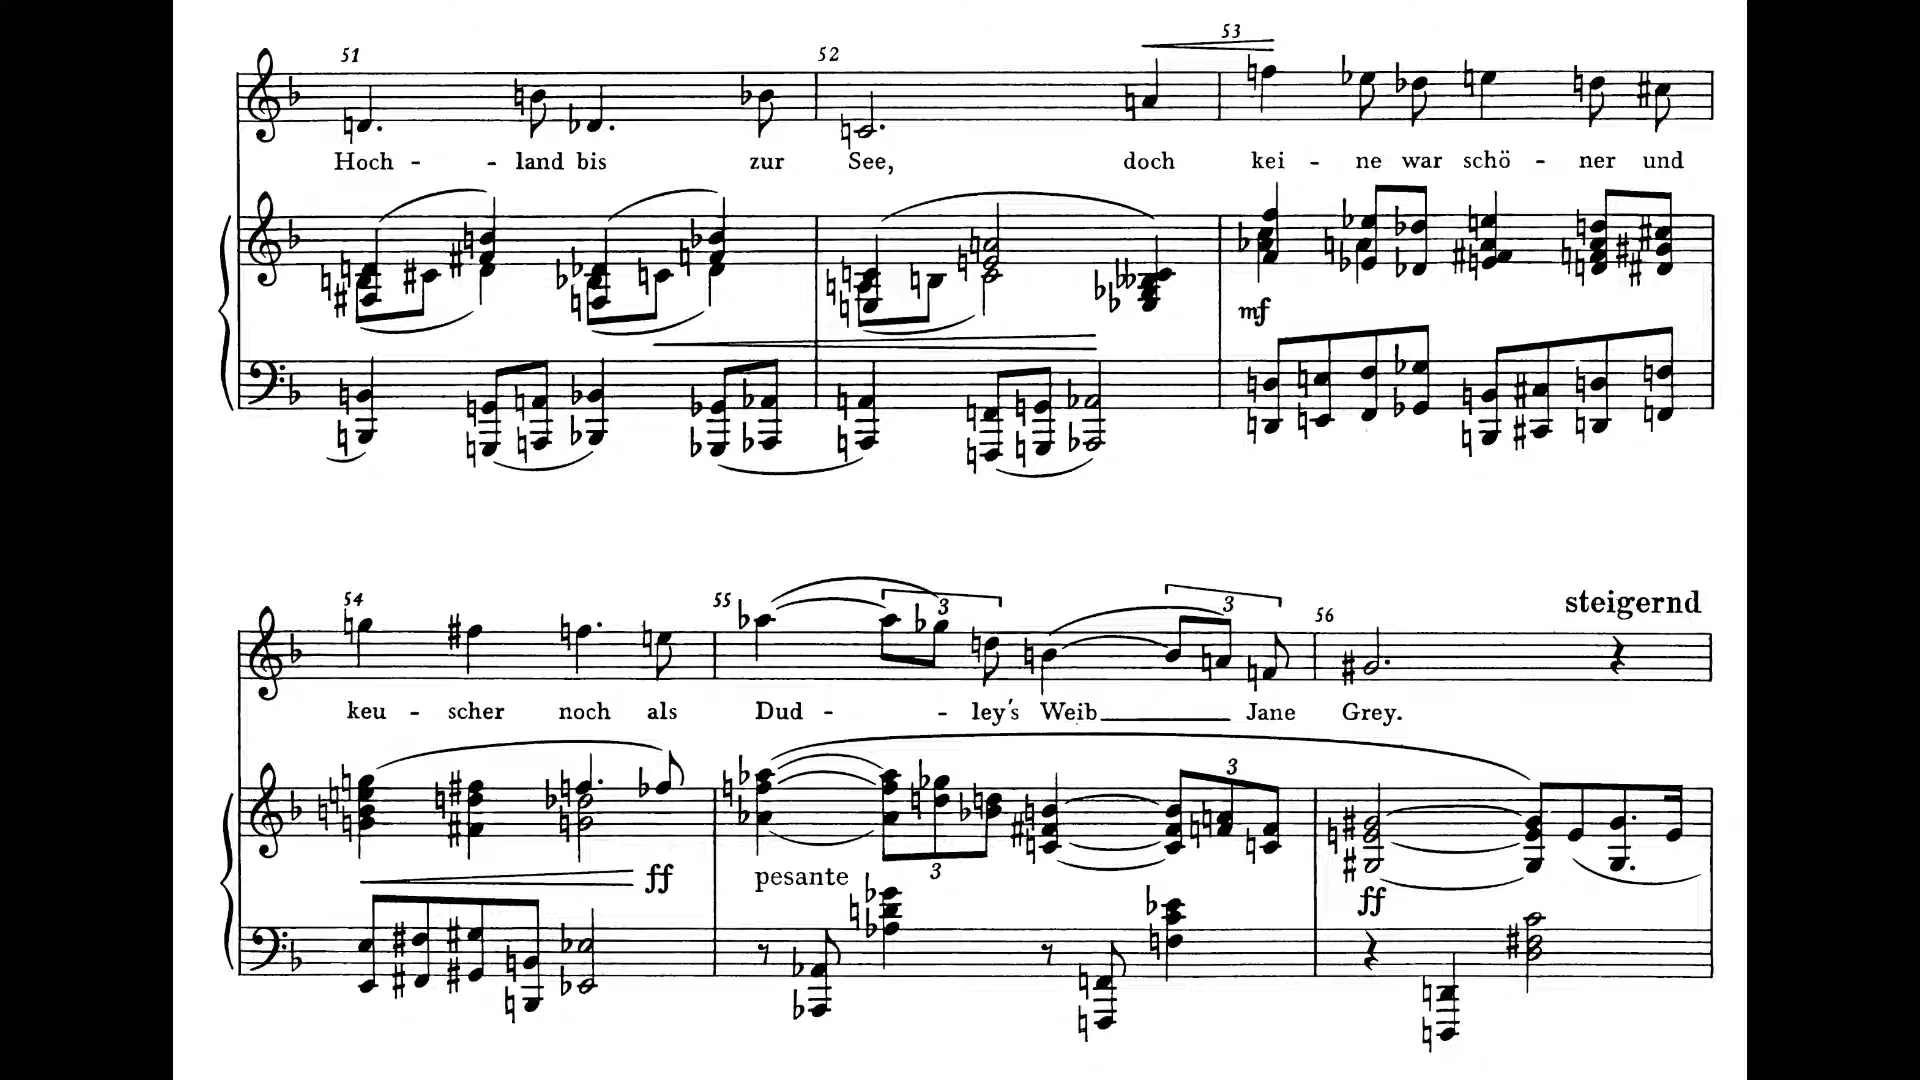 51 52 53
Hoch - - land bis zur See, doch kei - ne war schö - ner und
mf
54 55 3 3 56 steigernd
keu - scher noch als Dud - - ley's Weib Jane Grey.
3
ff pesante 3 ff